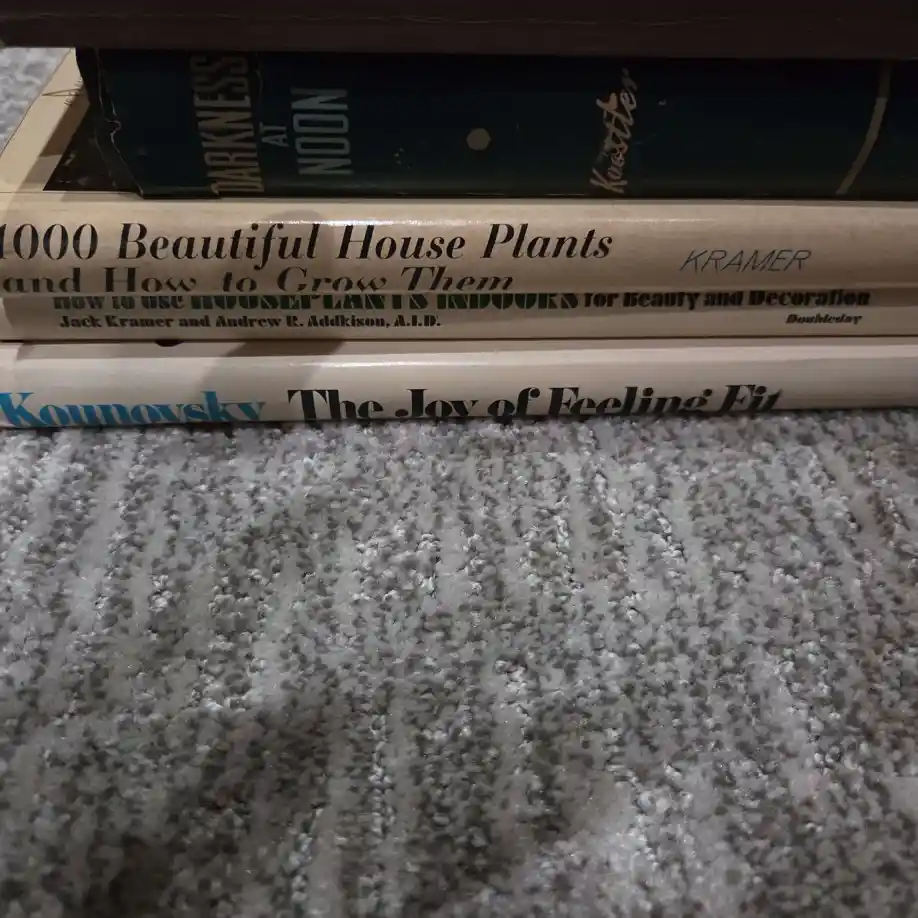 DARKNESS
AT
NOON
Koestler
1000 Beautiful House Plants
and How to Grow Them
KRAMER
How to use HOUSEPLANTS INDOORS for Beauty and Decoration
Jack Kramer and Andrew R. Addkison, A.I.D.
Doubleday
Kounovsky The Joy of Feeling Fit